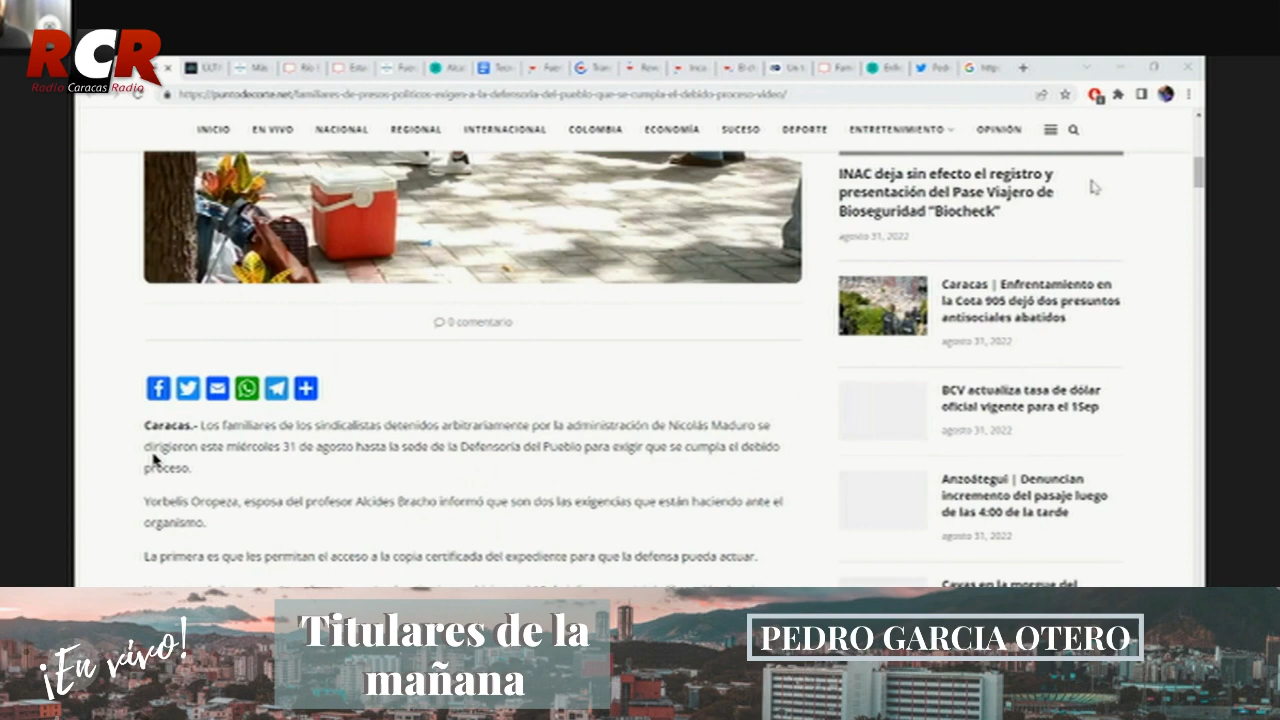 RCR
Radio Caracas Radio
https://puntodecorte.net/familiares-de-presos-politicos-exigen-a-la-defensoria-del-pueblo-que-se-cumpla-el-debido-proceso-video/
INICIO EN VIVO NACIONAL REGIONAL INTERNACIONAL COLOMBIA ECONOMÍA SUCESO DEPORTE ENTRETENIMIENTO OPINIÓN
0 comentario
Caracas.- Los familiares de los sindicalistas detenidos arbitrariamente por la administración de Nicolás Maduro se
dirigieron este miércoles 31 de agosto hasta la sede de la Defensoría del Pueblo para exigir que se cumpla el debido
proceso.
Yorbelis Oropeza, esposa del profesor Alcides Bracho informó que son dos las exigencias que están haciendo ante el
organismo.
La primera es que les permitan el acceso a la copia certificada del expediente para que la defensa pueda actuar.
INAC deja sin efecto el registro y
presentación del Pase Viajero de
Bioseguridad "Biocheck"
agosto 31, 2022
Caracas | Enfrentamiento en
la Cota 905 dejó dos presuntos
antisociales abatidos
agosto 31, 2022
BCV actualiza tasa de dólar
oficial vigente para el 1Sep
agosto 31, 2022
Anzoátegui | Denuncian
incremento del pasaje luego
de las 4:00 de la tarde
agosto 31, 2022
¡En vivo!
Titulares de la
mañana
PEDRO GARCIA OTERO